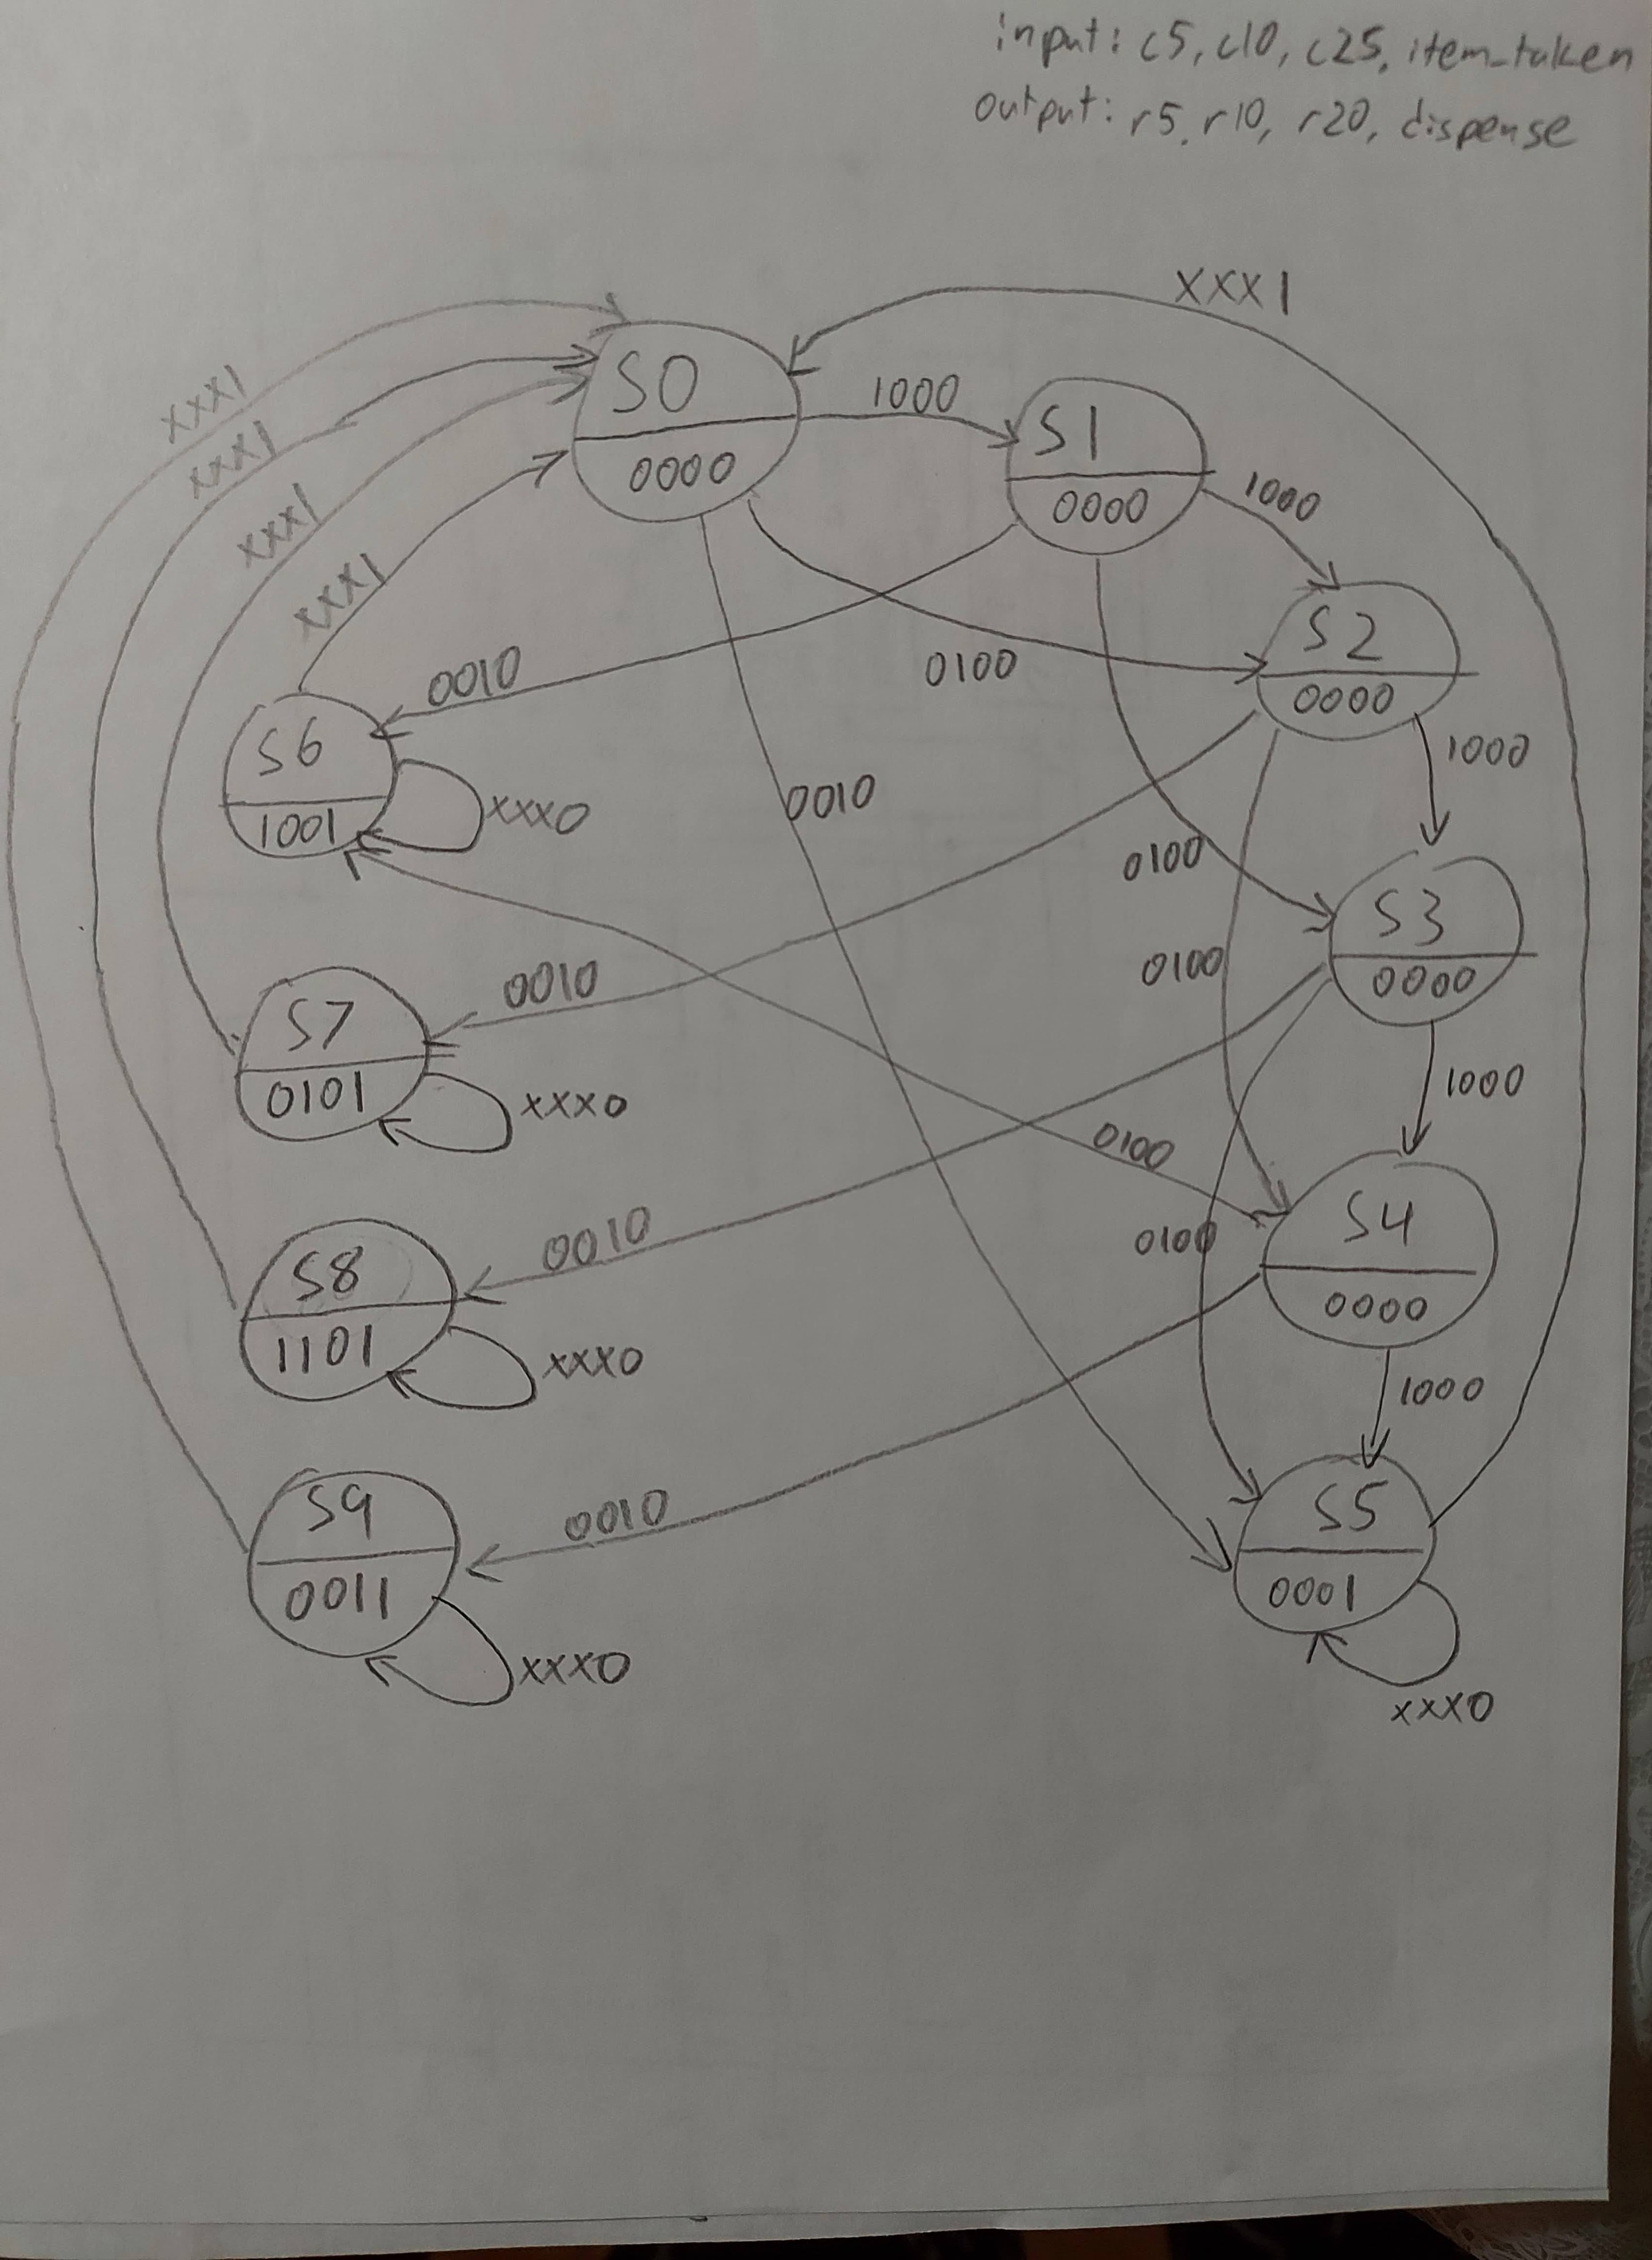 input: c5, c10, c25, item_taken
output: r5, r10, r20, dispense
xxx1
xxx1
S0
0000
1000
S1
0000
xxx1
1000
xxx1
xxx1
S2
0000
0010
0100
1000
S6
1001
xxx0
0010
0100
S3
0000
0100
0010
S7
0101
xxx0
1000
0100
0100
S4
0000
0010
S8
1101
xxx0
1000
S9
0011
0010
S5
0001
xxx0
xxx0